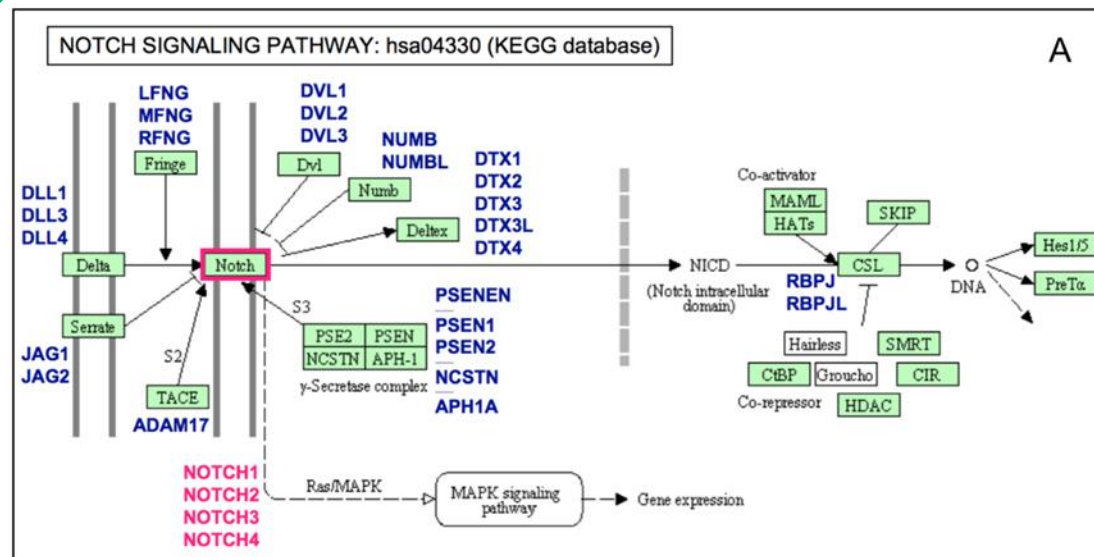 NOTCH SIGNALING PATHWAY: hsa04330 (KEGG database)
A
LFNG
MFNG
RFNG
Fringe
DVL1
DVL2
DVL3
Dvl
NUMB
NUMBL
Numb
DTX1
DTX2
DTX3
DTX3L
DTX4
Deltex
DLL1
DLL3
DLL4
Delta
Notch
Serrate
JAG1
JAG2
S2
TACE
ADAM17
S3
PSE2 PSEN
NCSTN APH-1
γ-Secretase complex
PSENEN
PSEN1
PSEN2
NCSTN
APH1A
NICD
(Notch intracellular
domain)
Co-activator
MAML
HATs
SKIP
CSL
RBPJ
RBPJL
DNA
Hes1/5
PreTα
Hairless
SMRT
CtBP
Groucho
CIR
Co-repressor
HDAC
NOTCH1
NOTCH2
NOTCH3
NOTCH4
Ras/MAPK
MAPK signaling
pathway
Gene expression